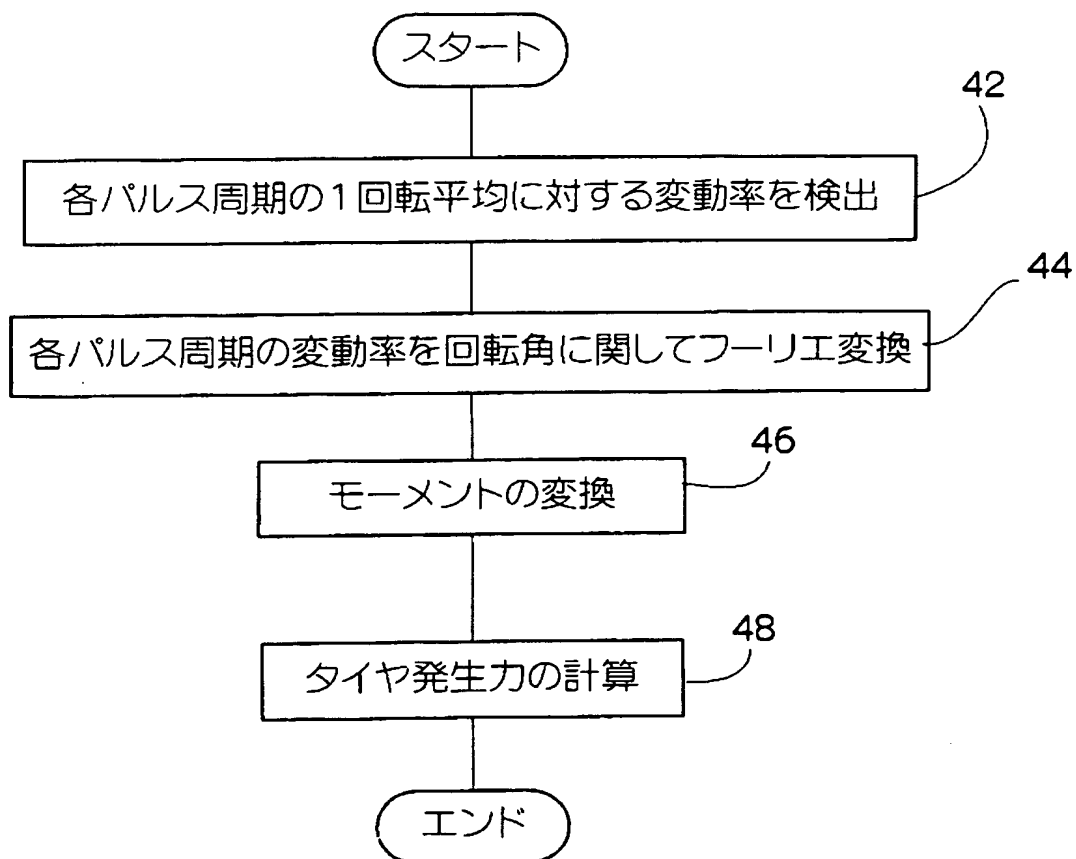 スタート
42
各パルス周期の1回転平均に対する変動率を検出
44
各パルス周期の変動率を回転角に関してフーリエ変換
46
モーメントの変換
48
タイヤ発生力の計算
エンド